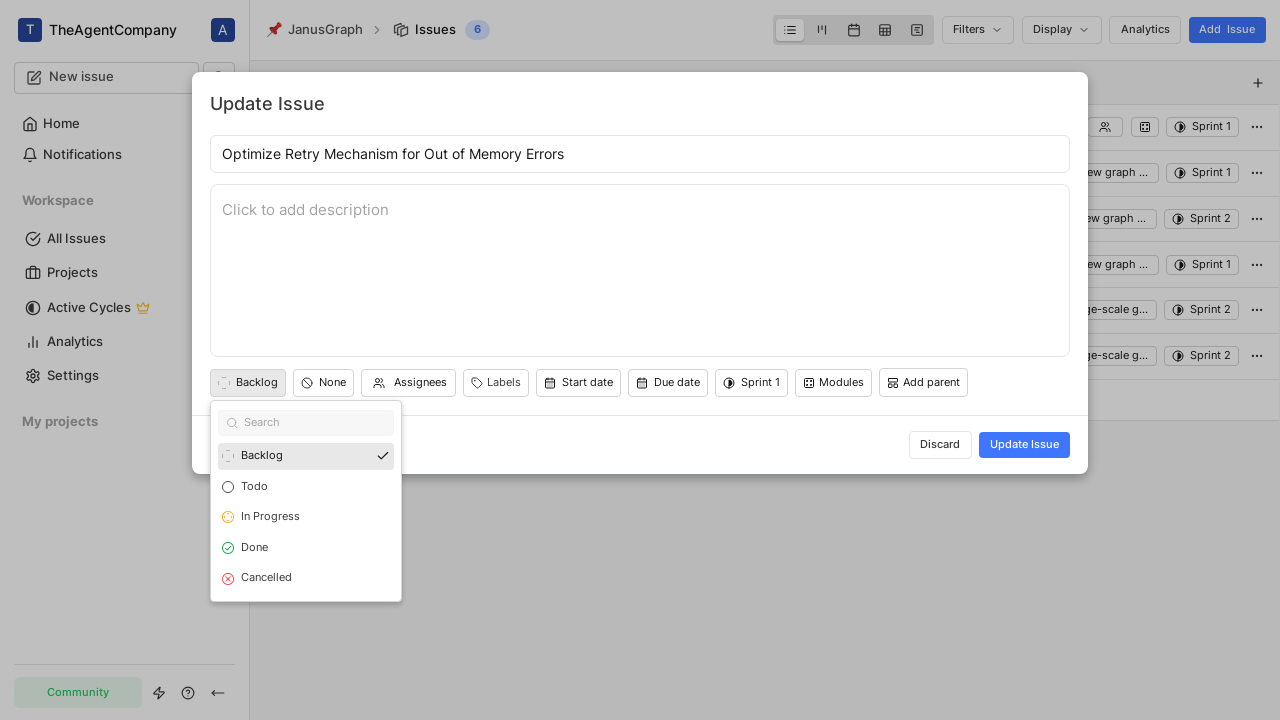 T TheAgentCompany A
JanusGraph Issues 6
Filters Display Analytics Add Issue
New issue
Home
Notifications
Workspace
All Issues
Projects
Active Cycles
Analytics
Settings
My projects
Community
Sprint 1
ew graph ... Sprint 1
ew graph ... Sprint 2
ew graph ... Sprint 1
ge-scale g... Sprint 2
ge-scale g... Sprint 2
Update Issue
Optimize Retry Mechanism for Out of Memory Errors
Click to add description
Backlog None Assignees Labels Start date Due date Sprint 1 Modules Add parent
Discard Update Issue
Search
Backlog
Todo
In Progress
Done
Cancelled